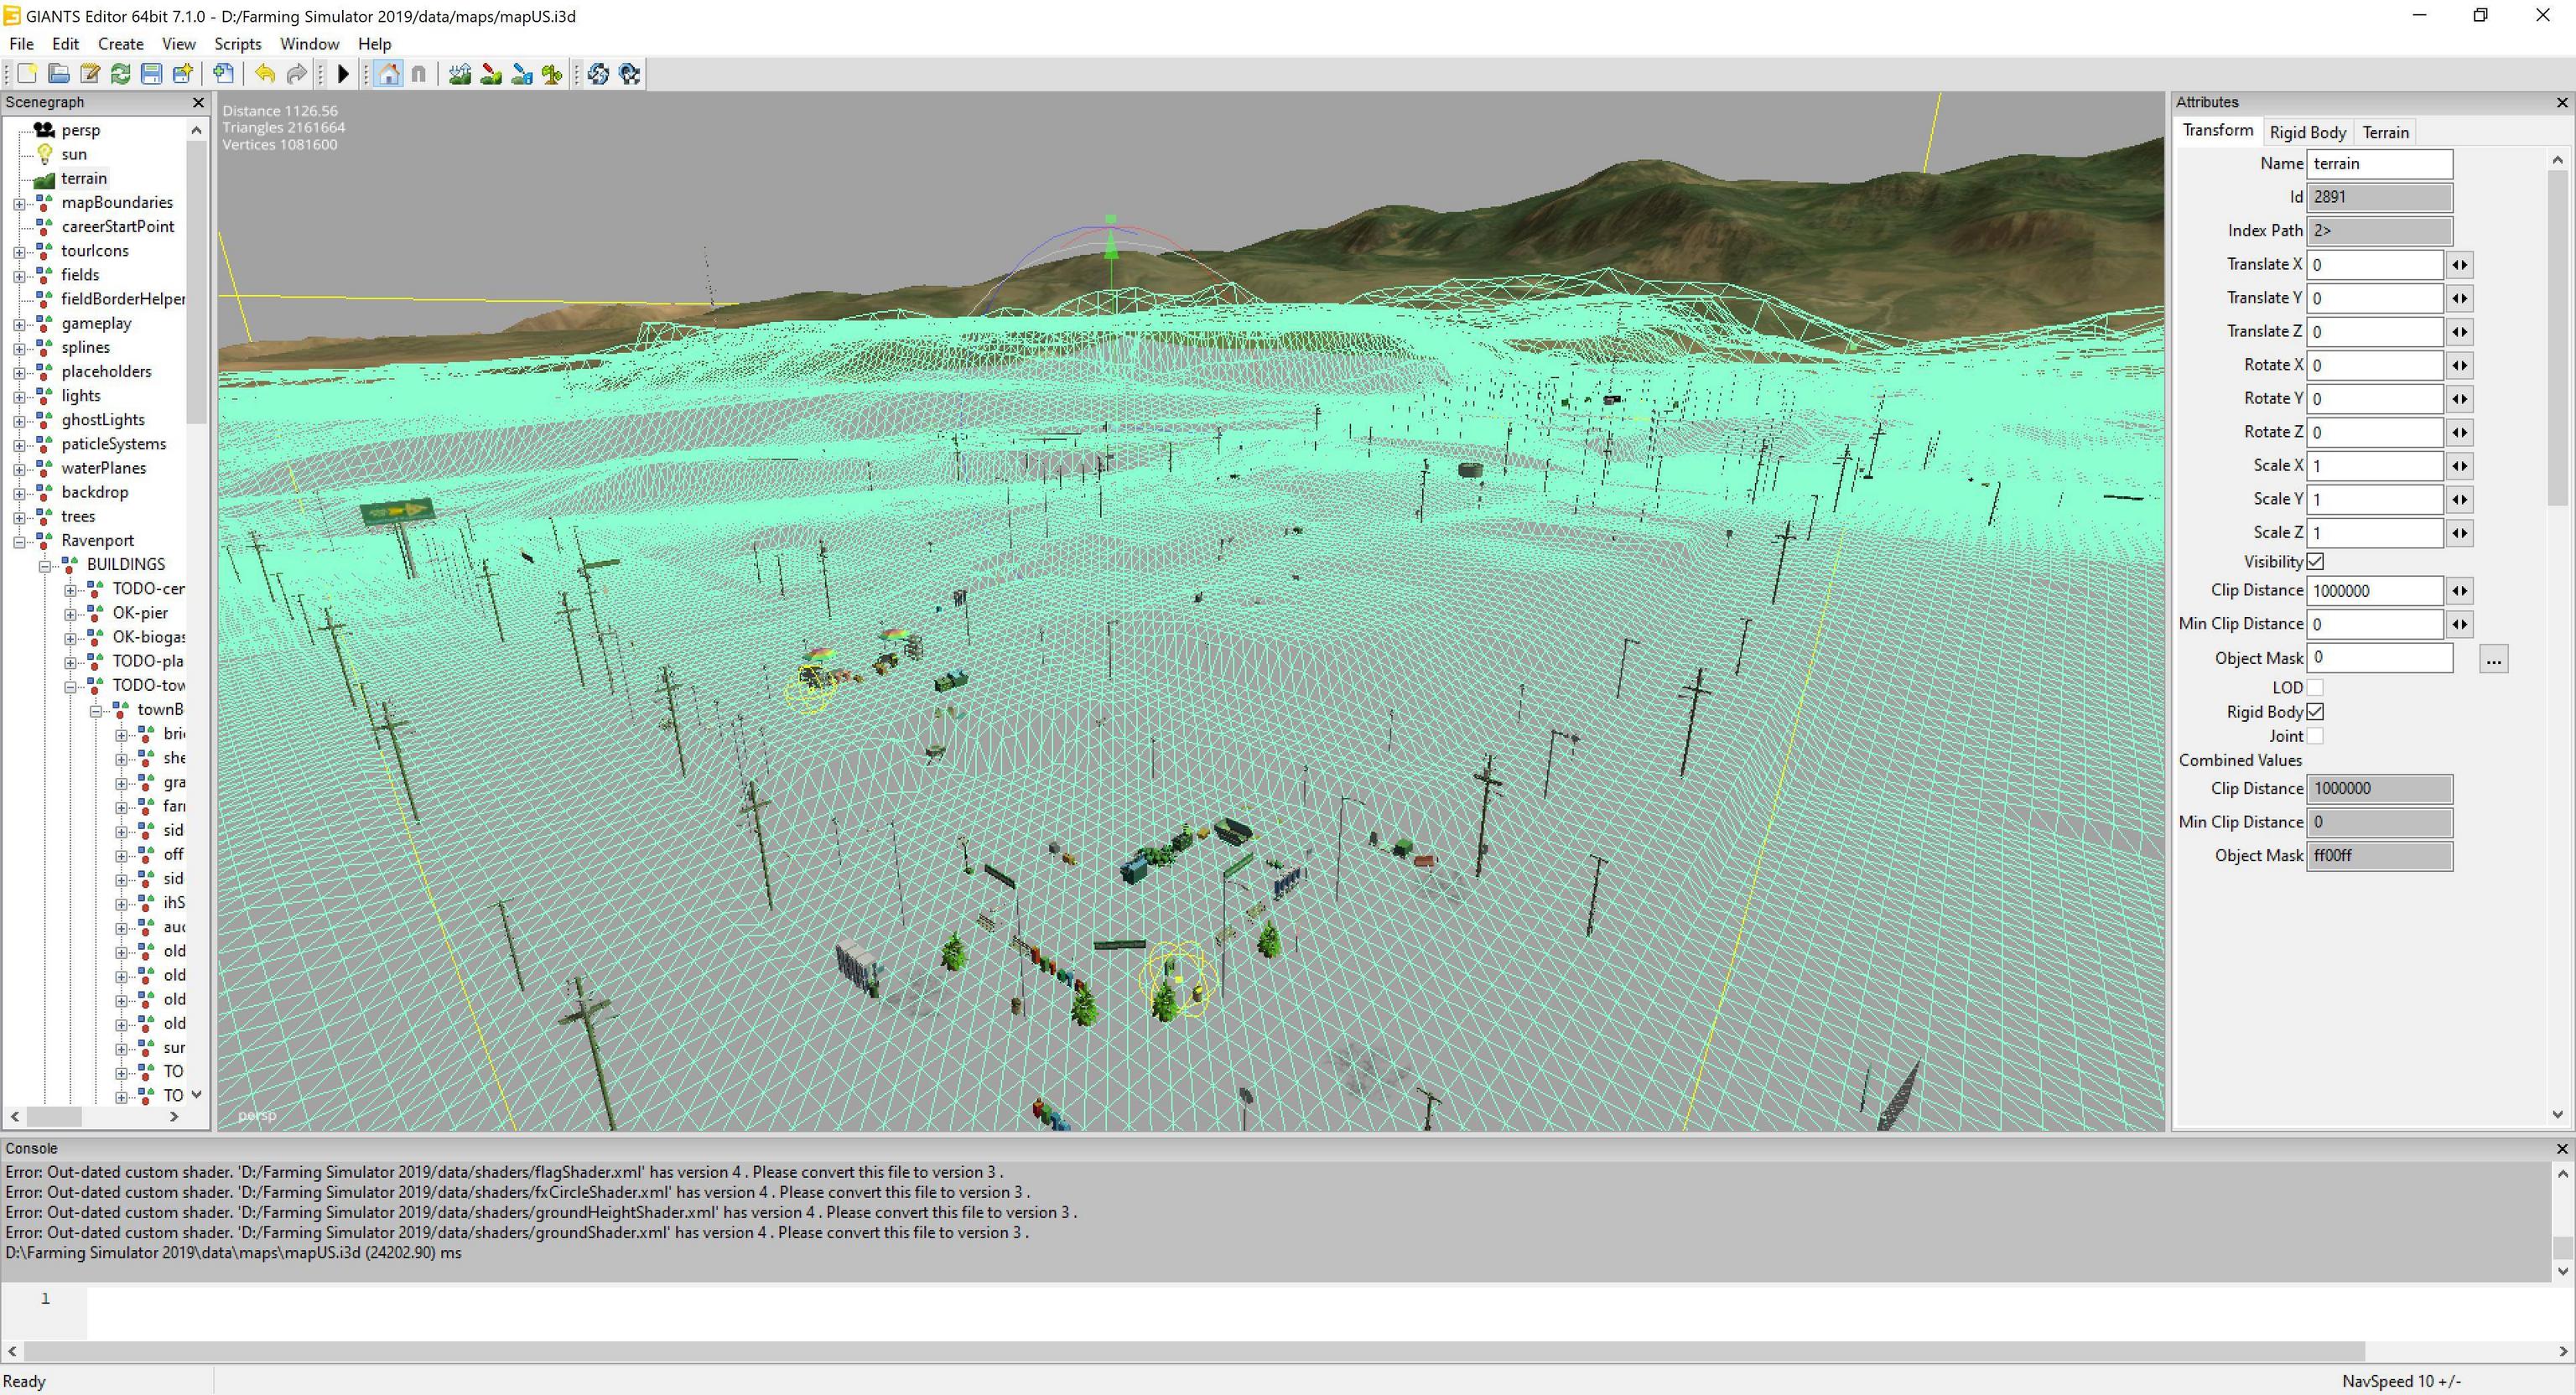 GIANTS Editor 64bit 7.1.0 - D:/Farming Simulator 2019/data/maps/mapUS.i3d
File Edit Create View Scripts Window Help
Scenegraph
persp
sun
terrain
mapBoundaries
careerStartPoint
tourIcons
fields
fieldBorderHelper
gameplay
splines
placeholders
lights
ghostLights
paticleSystems
waterPlanes
backdrop
trees
Ravenport
BUILDINGS
TODO-cer
OK-pier
OK-biogas
TODO-pla
TODO-tow
townB
bri
she
gra
farı
sid
off
sid
ihS
auc
old
old
old
old
sur
TO
TO
Distance 1126.56
Triangles 2161664
Vertices 1081600
persp
Attributes
Transform Rigid Body Terrain
Name terrain
Id 2891
Index Path 2>
Translate X 0
Translate Y 0
Translate Z 0
Rotate X 0
Rotate Y 0
Rotate Z 0
Scale X 1
Scale Y 1
Scale Z 1
Visibility
Clip Distance 1000000
Min Clip Distance 0
Object Mask 0 ...
LOD
Rigid Body
Joint
Combined Values
Clip Distance 1000000
Min Clip Distance 0
Object Mask ff00ff
Console
Error: Out-dated custom shader. 'D:/Farming Simulator 2019/data/shaders/flagShader.xml' has version 4 . Please convert this file to version 3 .
Error: Out-dated custom shader. 'D:/Farming Simulator 2019/data/shaders/fxCircleShader.xml' has version 4 . Please convert this file to version 3 .
Error: Out-dated custom shader. 'D:/Farming Simulator 2019/data/shaders/groundHeightShader.xml' has version 4 . Please convert this file to version 3 .
Error: Out-dated custom shader. 'D:/Farming Simulator 2019/data/shaders/groundShader.xml' has version 4 . Please convert this file to version 3 .
D:\Farming Simulator 2019\data\maps\mapUS.i3d (24202.90) ms
1
Ready
NavSpeed 10 +/-